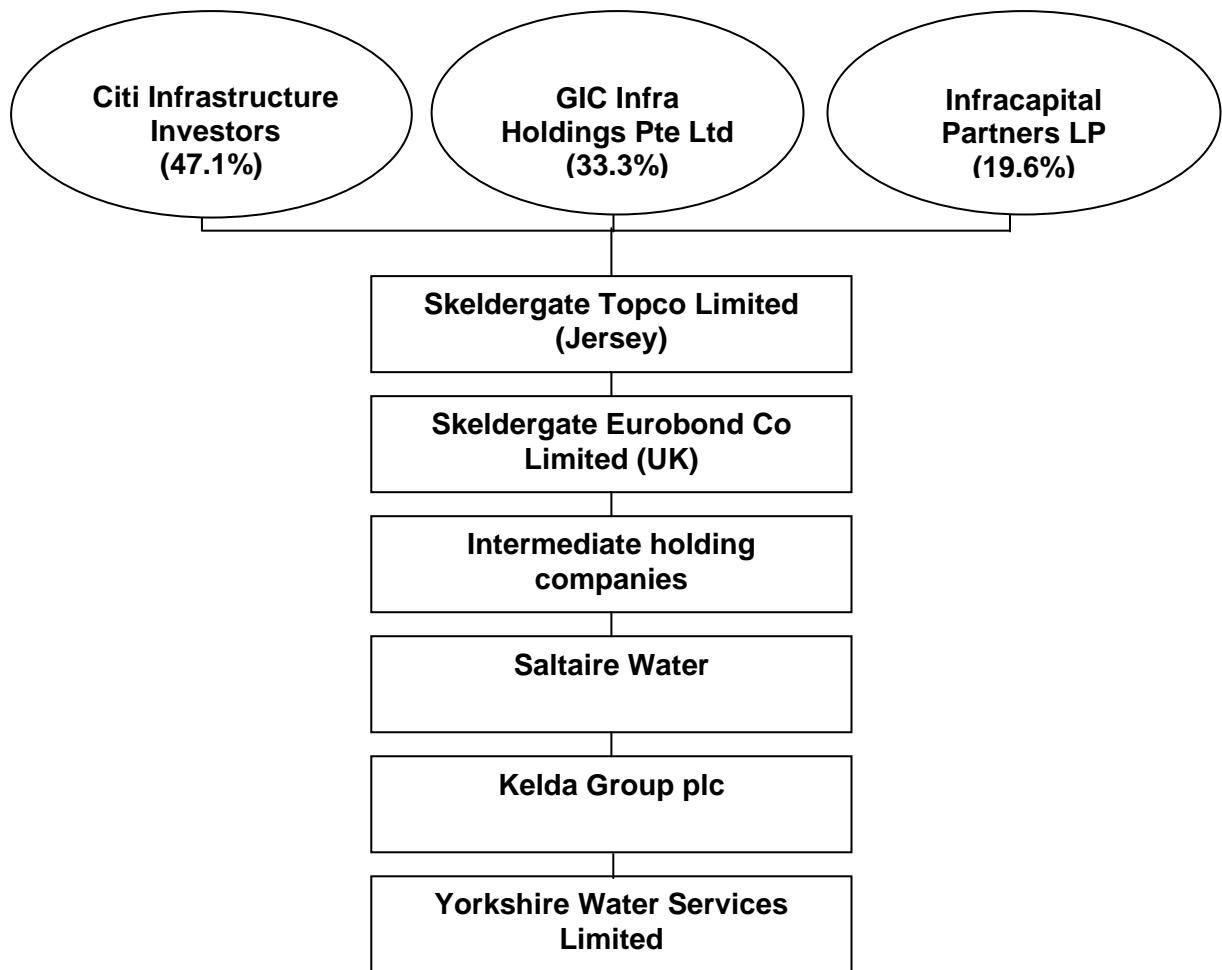 Citi Infrastructure
Investors
(47.1%)
GIC Infra
Holdings Pte Ltd
(33.3%)
Infracapital
Partners LP
(19.6%)
Skeldergate Topco Limited
(Jersey)
Skeldergate Eurobond Co
Limited (UK)
Intermediate holding
companies
Saltaire Water
Kelda Group plc
Yorkshire Water Services
Limited